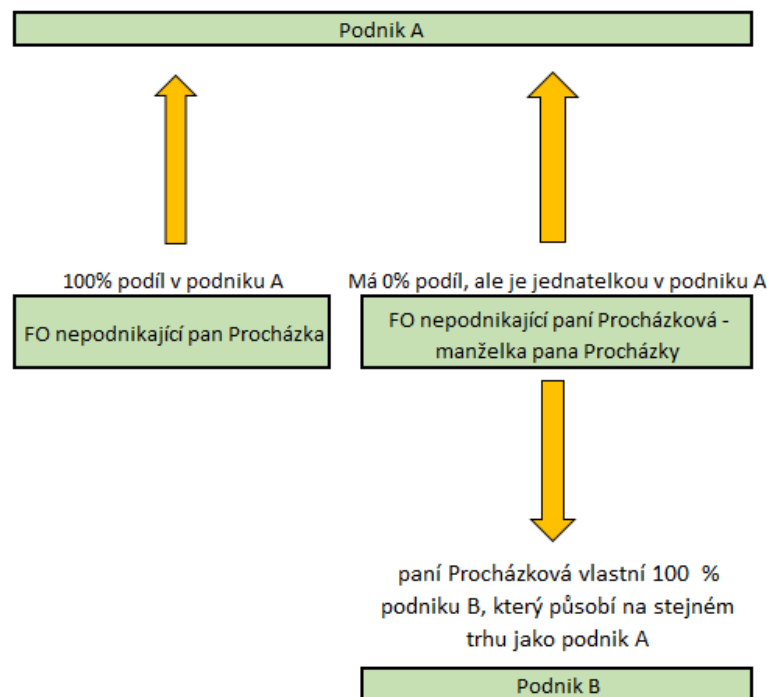 Podnik A
100% podíl v podniku A
Má 0% podíl, ale je jednatelkou v podniku A
FO nepodnikající pan Procházka
FO nepodnikající paní Procházková -
manželka pana Procházky
paní Procházková vlastní 100  %
podniku B, který působí na stejném
trhu jako podnik A
Podnik B